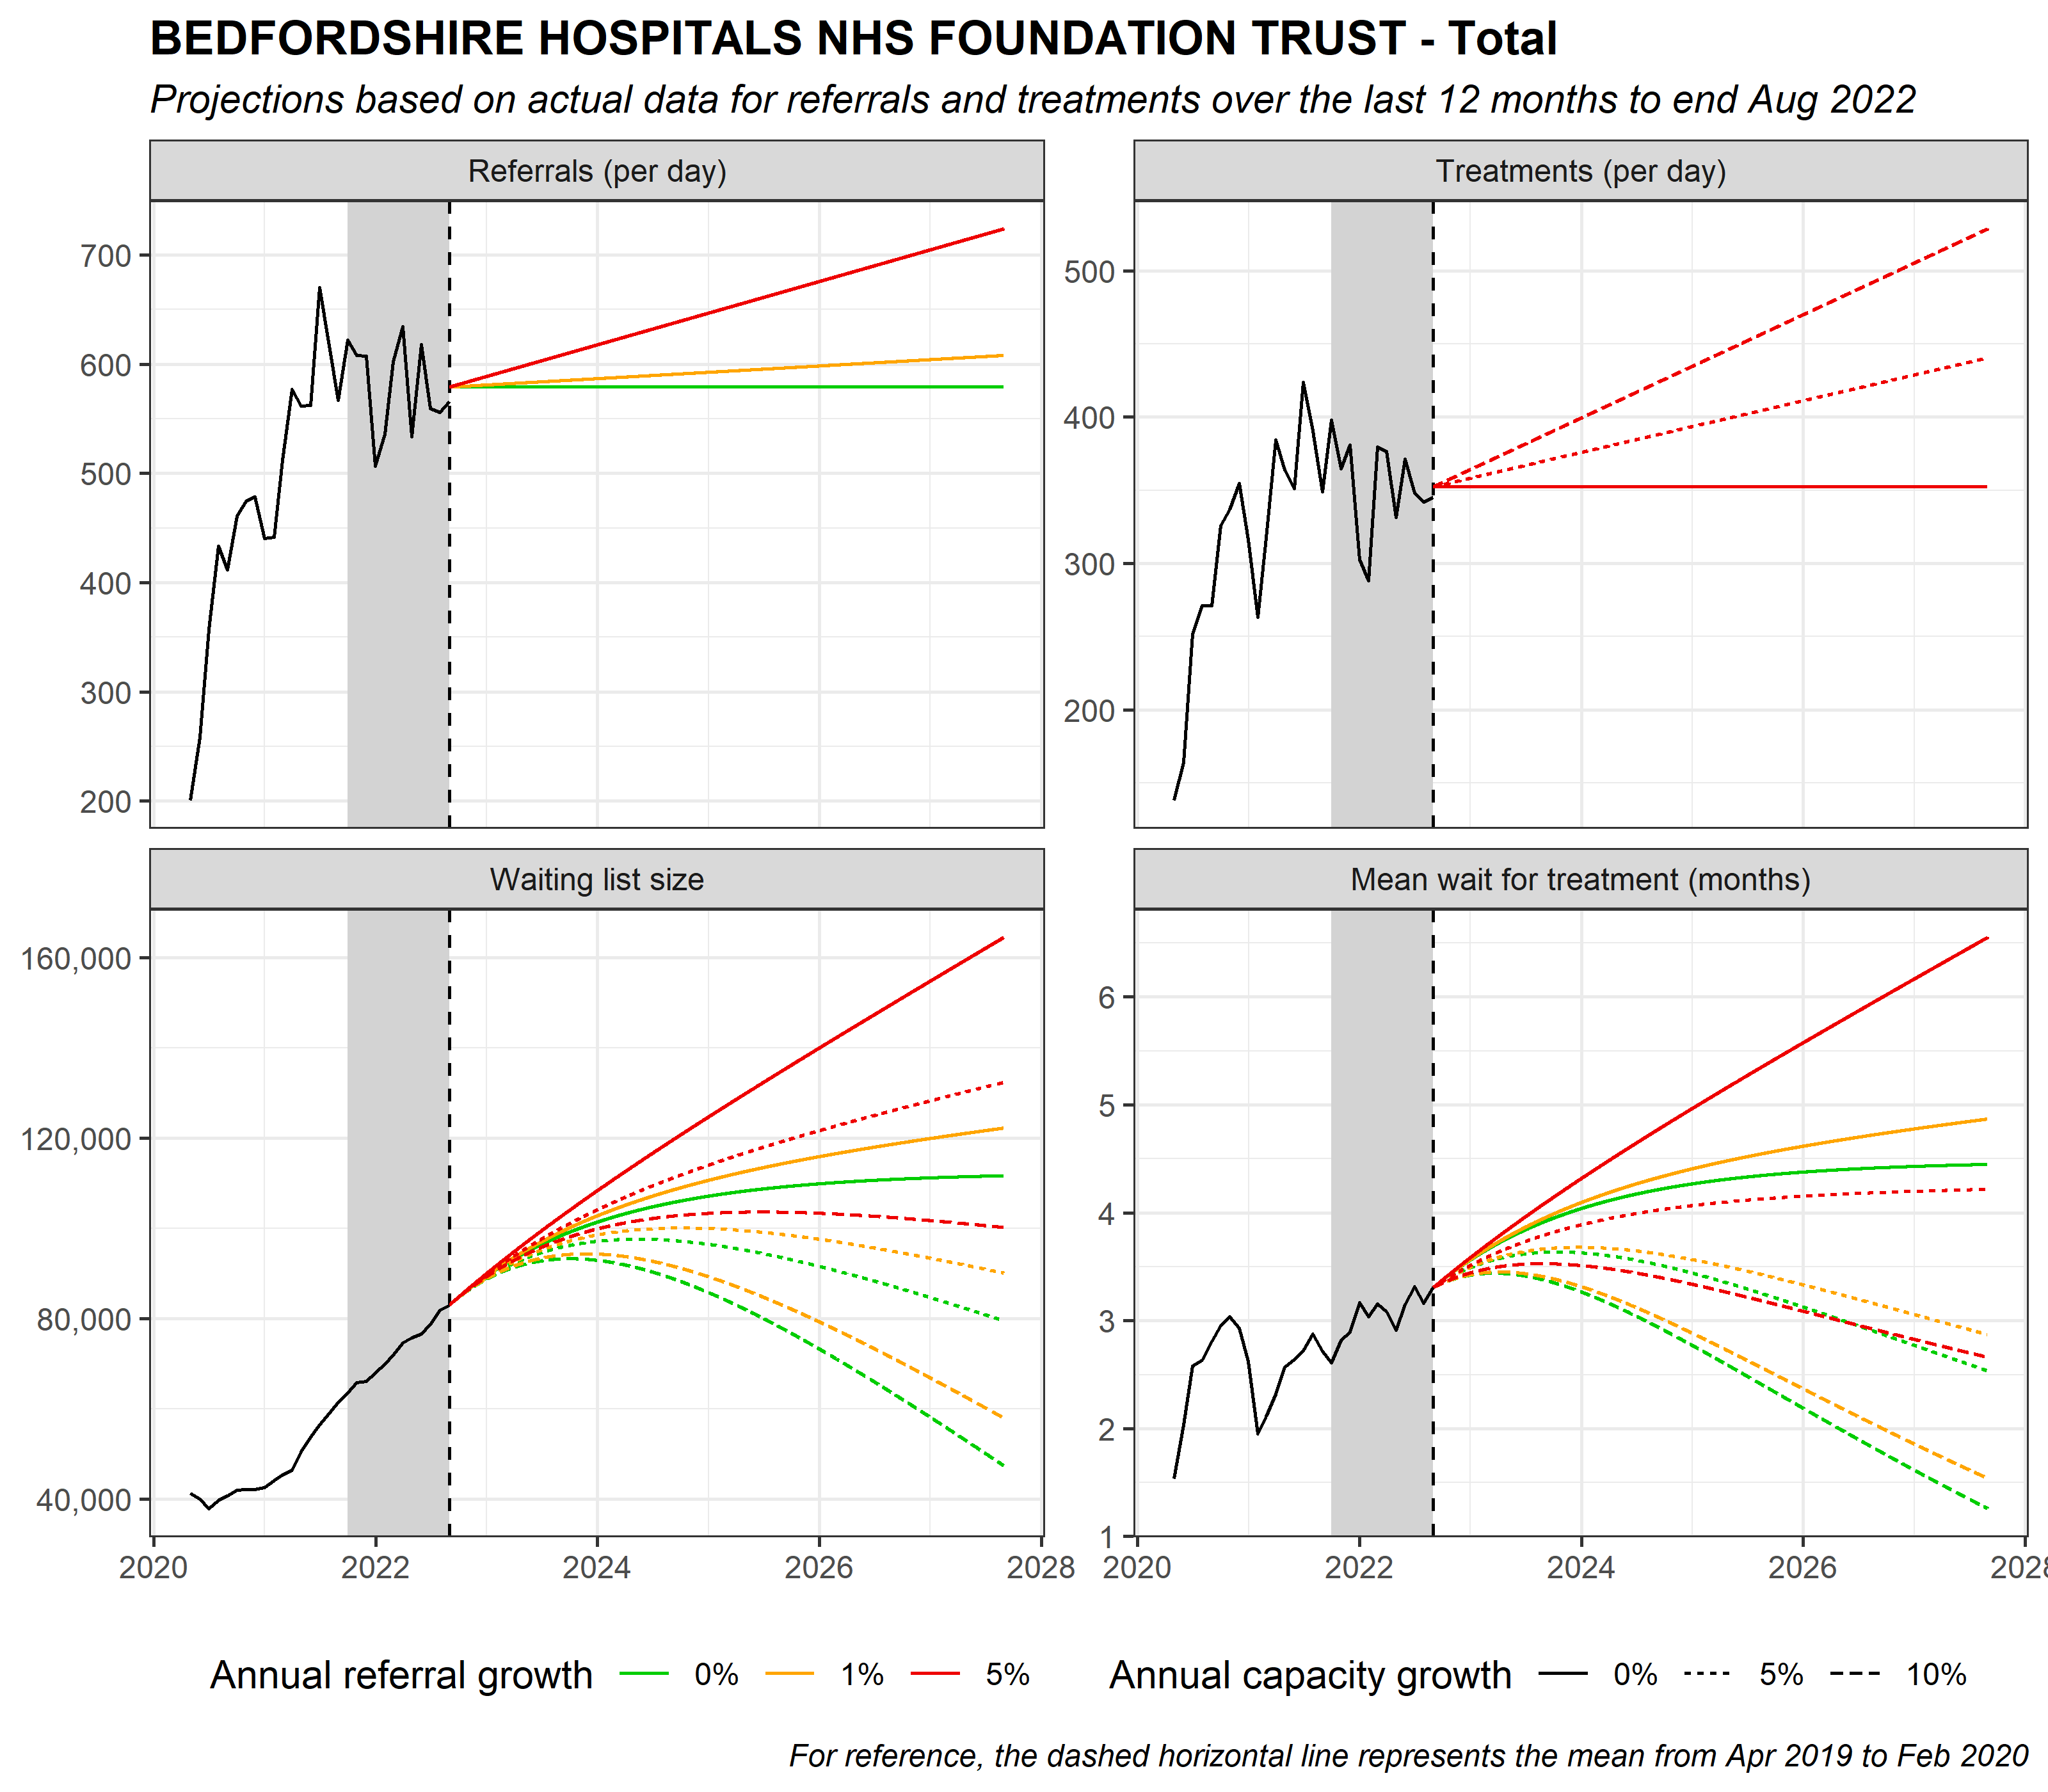 BEDFORDSHIRE HOSPITALS NHS FOUNDATION TRUST - Total
Projections based on actual data for referrals and treatments over the last 12 months to end Aug 2022
Referrals (per day)
700
600
500
400
300
200
Treatments (per day)
500
400
300
200
Waiting list size
160,000
120,000
80,000
40,000
2020 2022 2024 2026 2028
Mean wait for treatment (months)
6
5
4
3
2
1
2020 2022 2024 2026 2028
Annual referral growth 0% 1% 5%
Annual capacity growth 0% 5% 10%
For reference, the dashed horizontal line represents the mean from Apr 2019 to Feb 2020